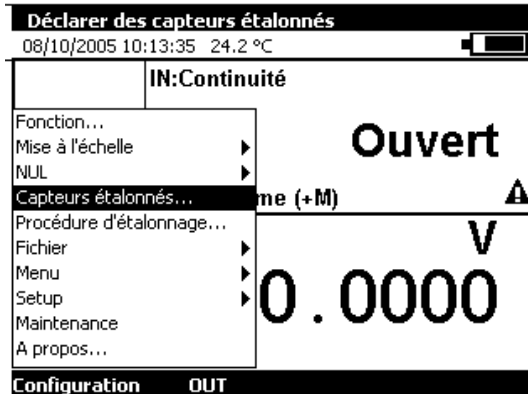 Déclarer des capteurs étalonnés
08/10/2005 10:13:35 24.2 °C
IN:Continuité
Ouvert
Fonction...
Mise à l'échelle
NUL
Capteurs étalonnés...
me (+M)
Procédure d'étalonnage...
V
Fichier
Menu
0.0000
Setup
Maintenance
A propos...
Configuration OUT